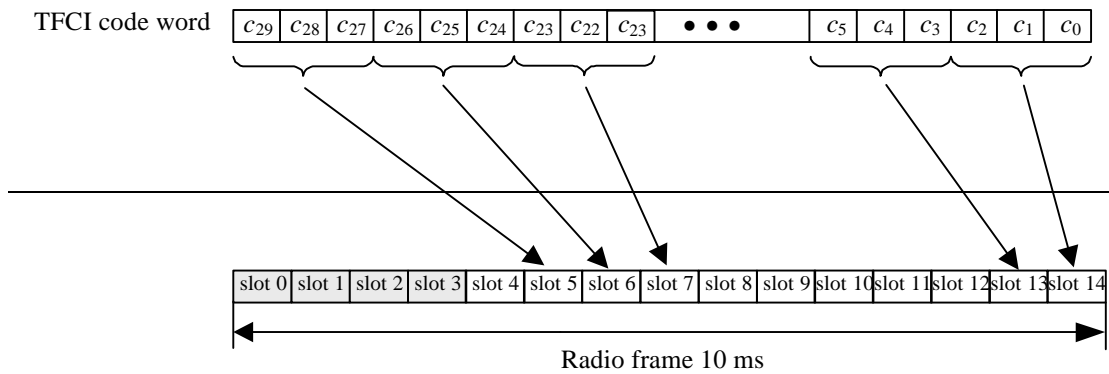 TFCI code word c29 c28 c27 c26 c25 c24 c23 c22 c23 ••• c5 c4 c3 c2 c1 c0
slot 0 slot 1 slot 2 slot 3 slot 4 slot 5 slot 6 slot 7 slot 8 slot 9 slot 10 slot 11 slot 12 slot 13 slot 14
Radio frame 10 ms